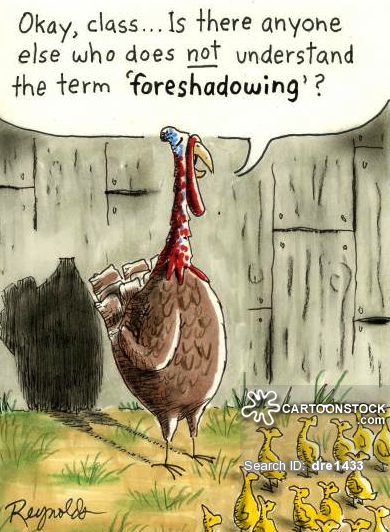 Okay, class...Is there anyone
else who does not understand
the term 'foreshadowing'?
CARTOONSTOCK
.com
Search ID: dre1433
Reynolds